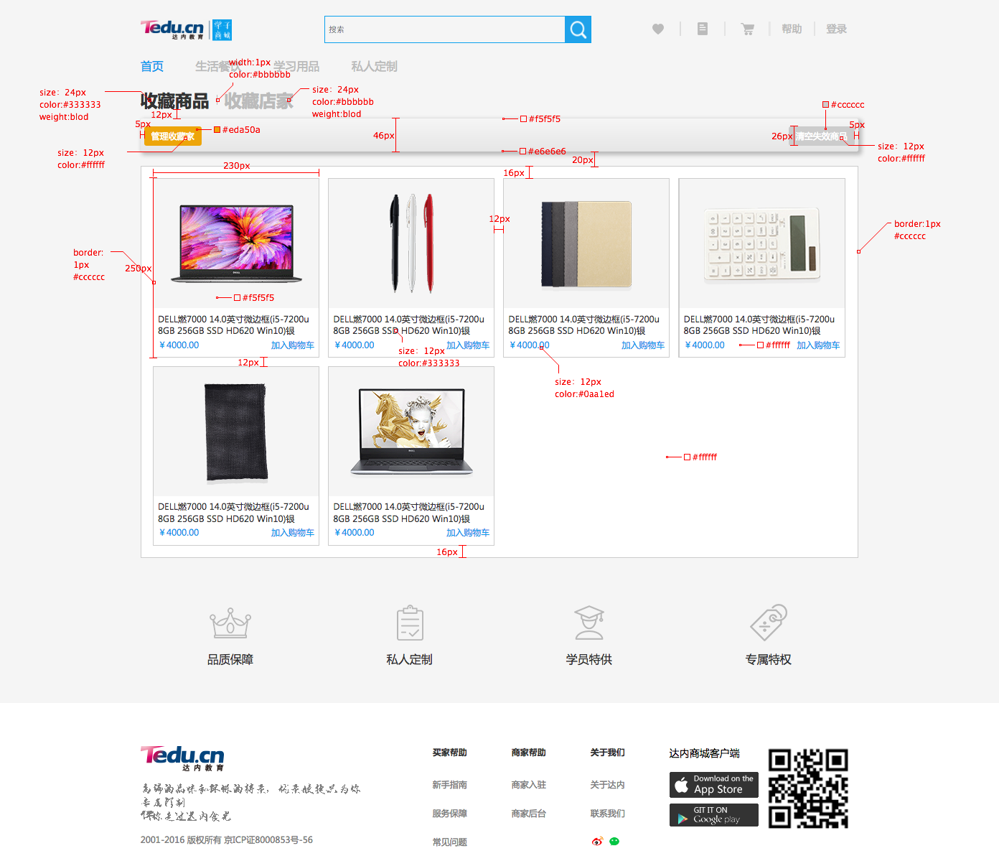 Tedu.cn
达内教育
学子
商城
搜索
帮助
登录
首页
生活餐饮
学习用品
私人定制
width:1px
color:#bbbbbb
收藏商品
收藏店家
size: 24px
color:#333333
weight:blod
size: 24px
color:#bbbbbb
weight:blod
12px
#f5f5f5
#cccccc
5px
管理收藏家
#eda50a
46px
26px
清空失效商品
5px
size: 12px
color:#ffffff
#e6e6e6
20px
size: 12px
color:#ffffff
230px
16px
12px
border:1px
#cccccc
border:
1px
#cccccc
250px
#f5f5f5
DELL燃7000 14.0英寸微边框(i5-7200u
8GB 256GB SSD HD620 Win10)银
￥4000.00
加入购物车
DELL燃7000 14.0英寸微边框(i5-7200u
8GB 256GB SSD HD620 Win10)银
￥4000.00
加入购物车
DELL燃7000 14.0英寸微边框(i5-7200u
8GB 256GB SSD HD620 Win10)银
￥4000.00
加入购物车
DELL燃7000 14.0英寸微边框(i5-7200u
8GB 256GB SSD HD620 Win10)银
￥4000.00
#ffffff
加入购物车
size: 12px
color:#333333
12px
size: 12px
color:#0aa1ed
#ffffff
DELL燃7000 14.0英寸微边框(i5-7200u
8GB 256GB SSD HD620 Win10)银
￥4000.00
加入购物车
DELL燃7000 14.0英寸微边框(i5-7200u
8GB 256GB SSD HD620 Win10)银
￥4000.00
加入购物车
16px
品质保障
私人定制
学员特供
专属特权
Tedu.cn
达内教育
2001-2016 版权所有 京ICP证8000853号-56
买家帮助
新手指南
服务保障
常见问题
商家帮助
商家入驻
商家后台
关于我们
关于达内
联系我们
达内商城客户端
Download on the
App Store
GIT IT ON
Google play